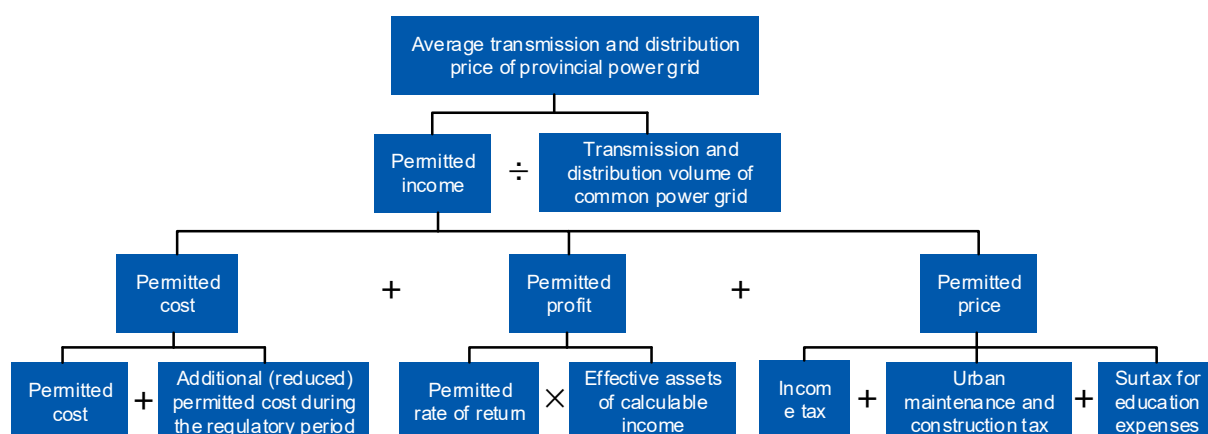 Average transmission and distribution
price of provincial power grid
Permitted
income
÷
Transmission and
distribution volume of
common power grid
Permitted
cost
+
Permitted
profit
+
Permitted
price
Permitted
cost
+
Additional (reduced)
permitted cost during
the regulatory period
Permitted
rate of return
×
Effective assets
of calculable
income
Incom
e tax
+
Urban
maintenance and
construction tax
+
Surtax for
education
expenses